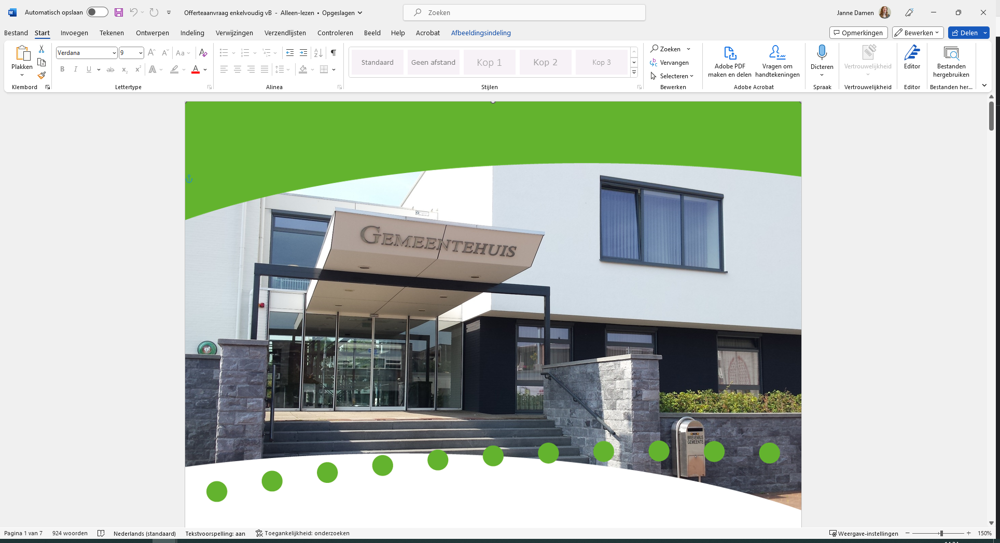 Automatisch opslaan
Offerteaanvraag enkelvoudig vB - Alleen-lezen • Opgeslagen
Zoeken
Janne Damen
Bestand Start Invoegen Tekenen Ontwerpen Indeling Verwijzingen Verzendlijsten Controleren Beeld Help Acrobat Afbeeldingsindeling
Opmerkingen Bewerken Delen
Plakken
Klembord
Verdana 9
Aa
B I U ab x₂ x² A A
Lettertype
Alinea
Standaard Geen afstand Kop 1 Kop 2 Kop 3
Stijlen
Zoeken
Vervangen
Selecteren
Bewerken
Adobe PDF
maken en delen
Vragen om
handtekeningen
Adobe Acrobat
Dicteren
Spraak
Vertrouwelijkheid
Vertrouwelijkheid
Editor
Editor
Bestanden
hergebruiken
Bestanden her...
GEMEENTEHUIS
BRIEVENBUS
GEMEENTE
Pagina 1 van 7 924 woorden Nederlands (standaard) Tekstvoorspelling: aan Toegankelijkheid: onderzoeken
Weergave-instellingen 150%